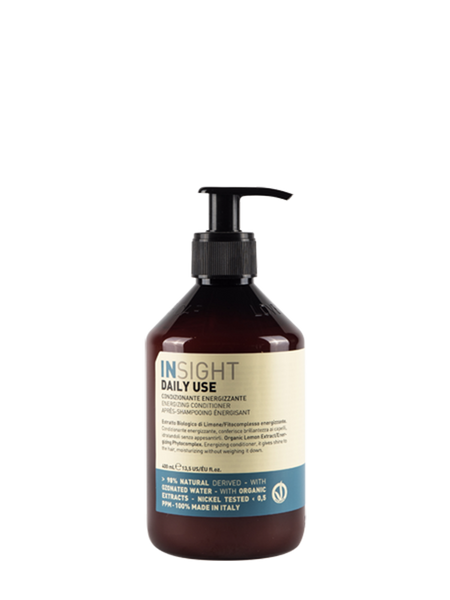 INSIGHT
DAILY USE
CONDIZIONANTE ENERGIZZANTE
ENERGIZING CONDITIONER
APRÈS-SHAMPOOING ÉNERGISANT
Estratto Biologico di Limone/Fitocomplesso energizzante.
Condizionante energizzante, conferisce brillantezza ai capelli,
idratandoli senza appesantirli. Organic Lemon Extract/Ener-
gizing Phytocomplex. Energizing conditioner, it gives shine to
the hair, moisturizing without weighing it down.
400 mL ℮ 13,5 US/EU fl.oz.
> 98% NATURAL DERIVED - WITH
OZONATED WATER - WITH ORGANIC
EXTRACTS - NICKEL TESTED < 0,5
PPM - 100% MADE IN ITALY